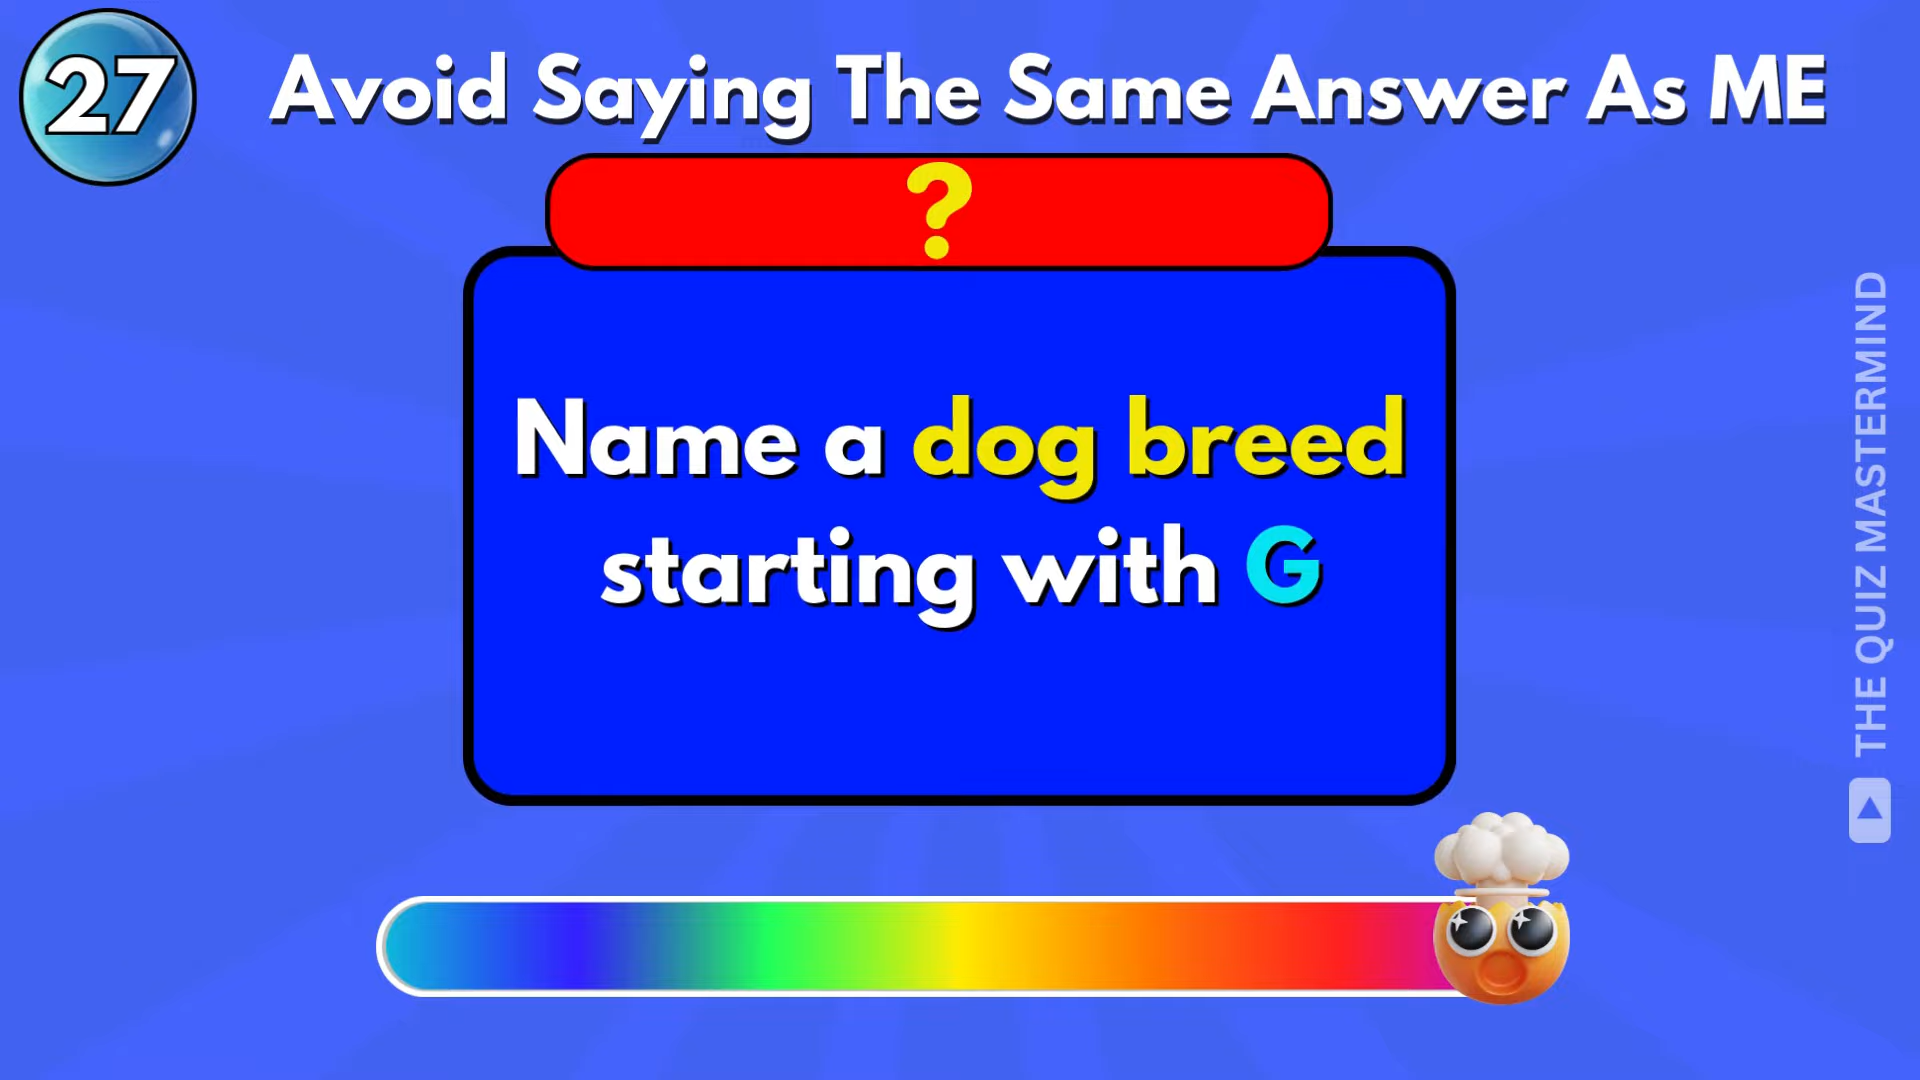 27
Avoid Saying The Same Answer As ME
?
Name a dog breed
starting with G
THE QUIZ MASTERMIND